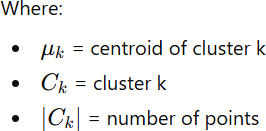 Where:
• μₖ = centroid of cluster k
• Cₖ = cluster k
• |Cₖ| = number of points